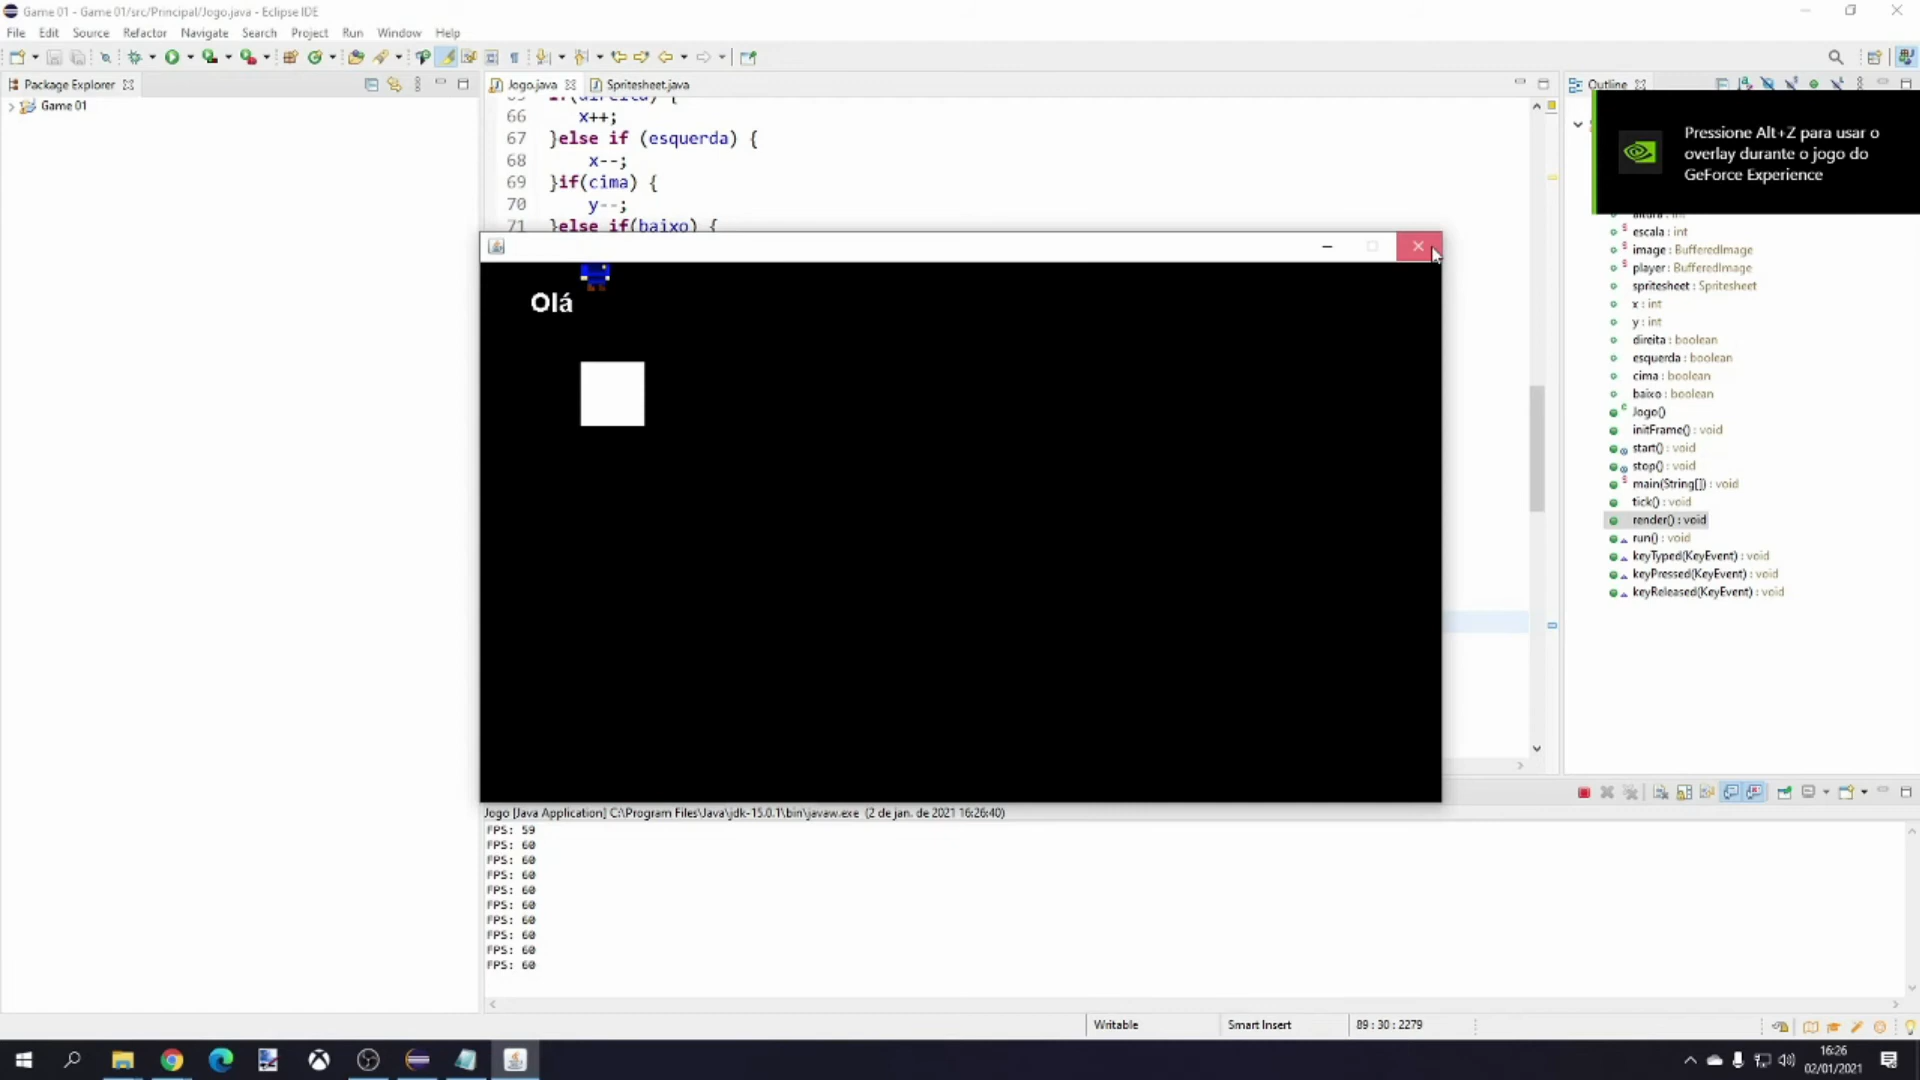 Game 01 - Game 01/src/Principal/Jogo.java - Eclipse IDE
File Edit Source Refactor Navigate Search Project Run Window Help
Package Explorer
Game 01
Jogo.java
Spritesheet.java
66 x++;
67 }else if (esquerda) {
68 x--;
69 }if(cima) {
70 y--;
71 }else if(baixo) {
Olá
Outline
Pressione Alt+Z para usar o
overlay durante o jogo do
GeForce Experience
escala : int
image : BufferedImage
player : BufferedImage
spritesheet : Spritesheet
x : int
y : int
direita : boolean
esquerda : boolean
cima : boolean
baixo : boolean
Jogo()
initFrame() : void
start() : void
stop() : void
main(String[]) : void
tick() : void
render() : void
run() : void
keyTyped(KeyEvent) : void
keyPressed(KeyEvent) : void
keyReleased(KeyEvent) : void
Jogo [Java Application] C:\Program Files\Java\jdk-15.0.1\bin\javaw.exe (2 de jan. de 2021 16:26:40)
FPS: 59
FPS: 60
FPS: 60
FPS: 60
FPS: 60
FPS: 60
FPS: 60
FPS: 60
FPS: 60
FPS: 60
Writable
Smart Insert
89 : 30 : 2279
16:26
02/01/2021